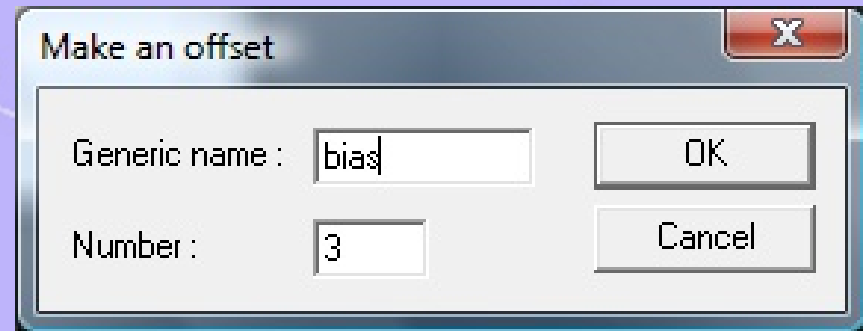 Make an offset
Generic name : bias
OK
Number : 3
Cancel